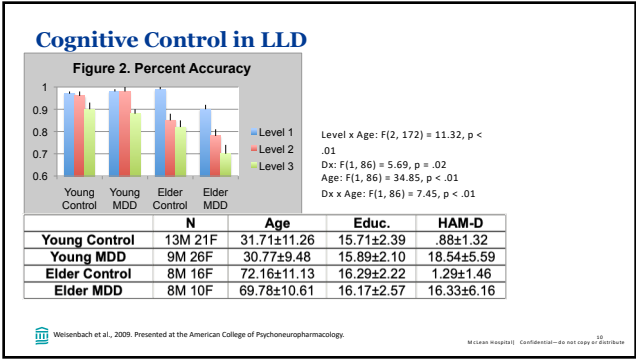 Cognitive Control in LLD
Figure 2. Percent Accuracy
1
0.9
0.8
0.7
0.6
Level 1
Level 2
Level 3
Young Control
Young MDD
Elder Control
Elder MDD
Level x Age: F(2, 172) = 11.32, p <
.01
Dx: F(1, 86) = 5.69, p = .02
Age: F(1, 86) = 34.85, p < .01
Dx x Age: F(1, 86) = 7.45, p < .01
N Age Educ. HAM-D
Young Control 13M 21F 31.71±11.26 15.71±2.39 .88±1.32
Young MDD 9M 26F 30.77±9.48 15.89±2.10 18.54±5.59
Elder Control 8M 16F 72.16±11.13 16.29±2.22 1.29±1.46
Elder MDD 8M 10F 69.78±10.61 16.17±2.57 16.33±6.16
Weisenbach et al., 2009. Presented at the American College of Psychoneuropharmacology.
10
McLean Hospital| Confidential—do not copy or distribute